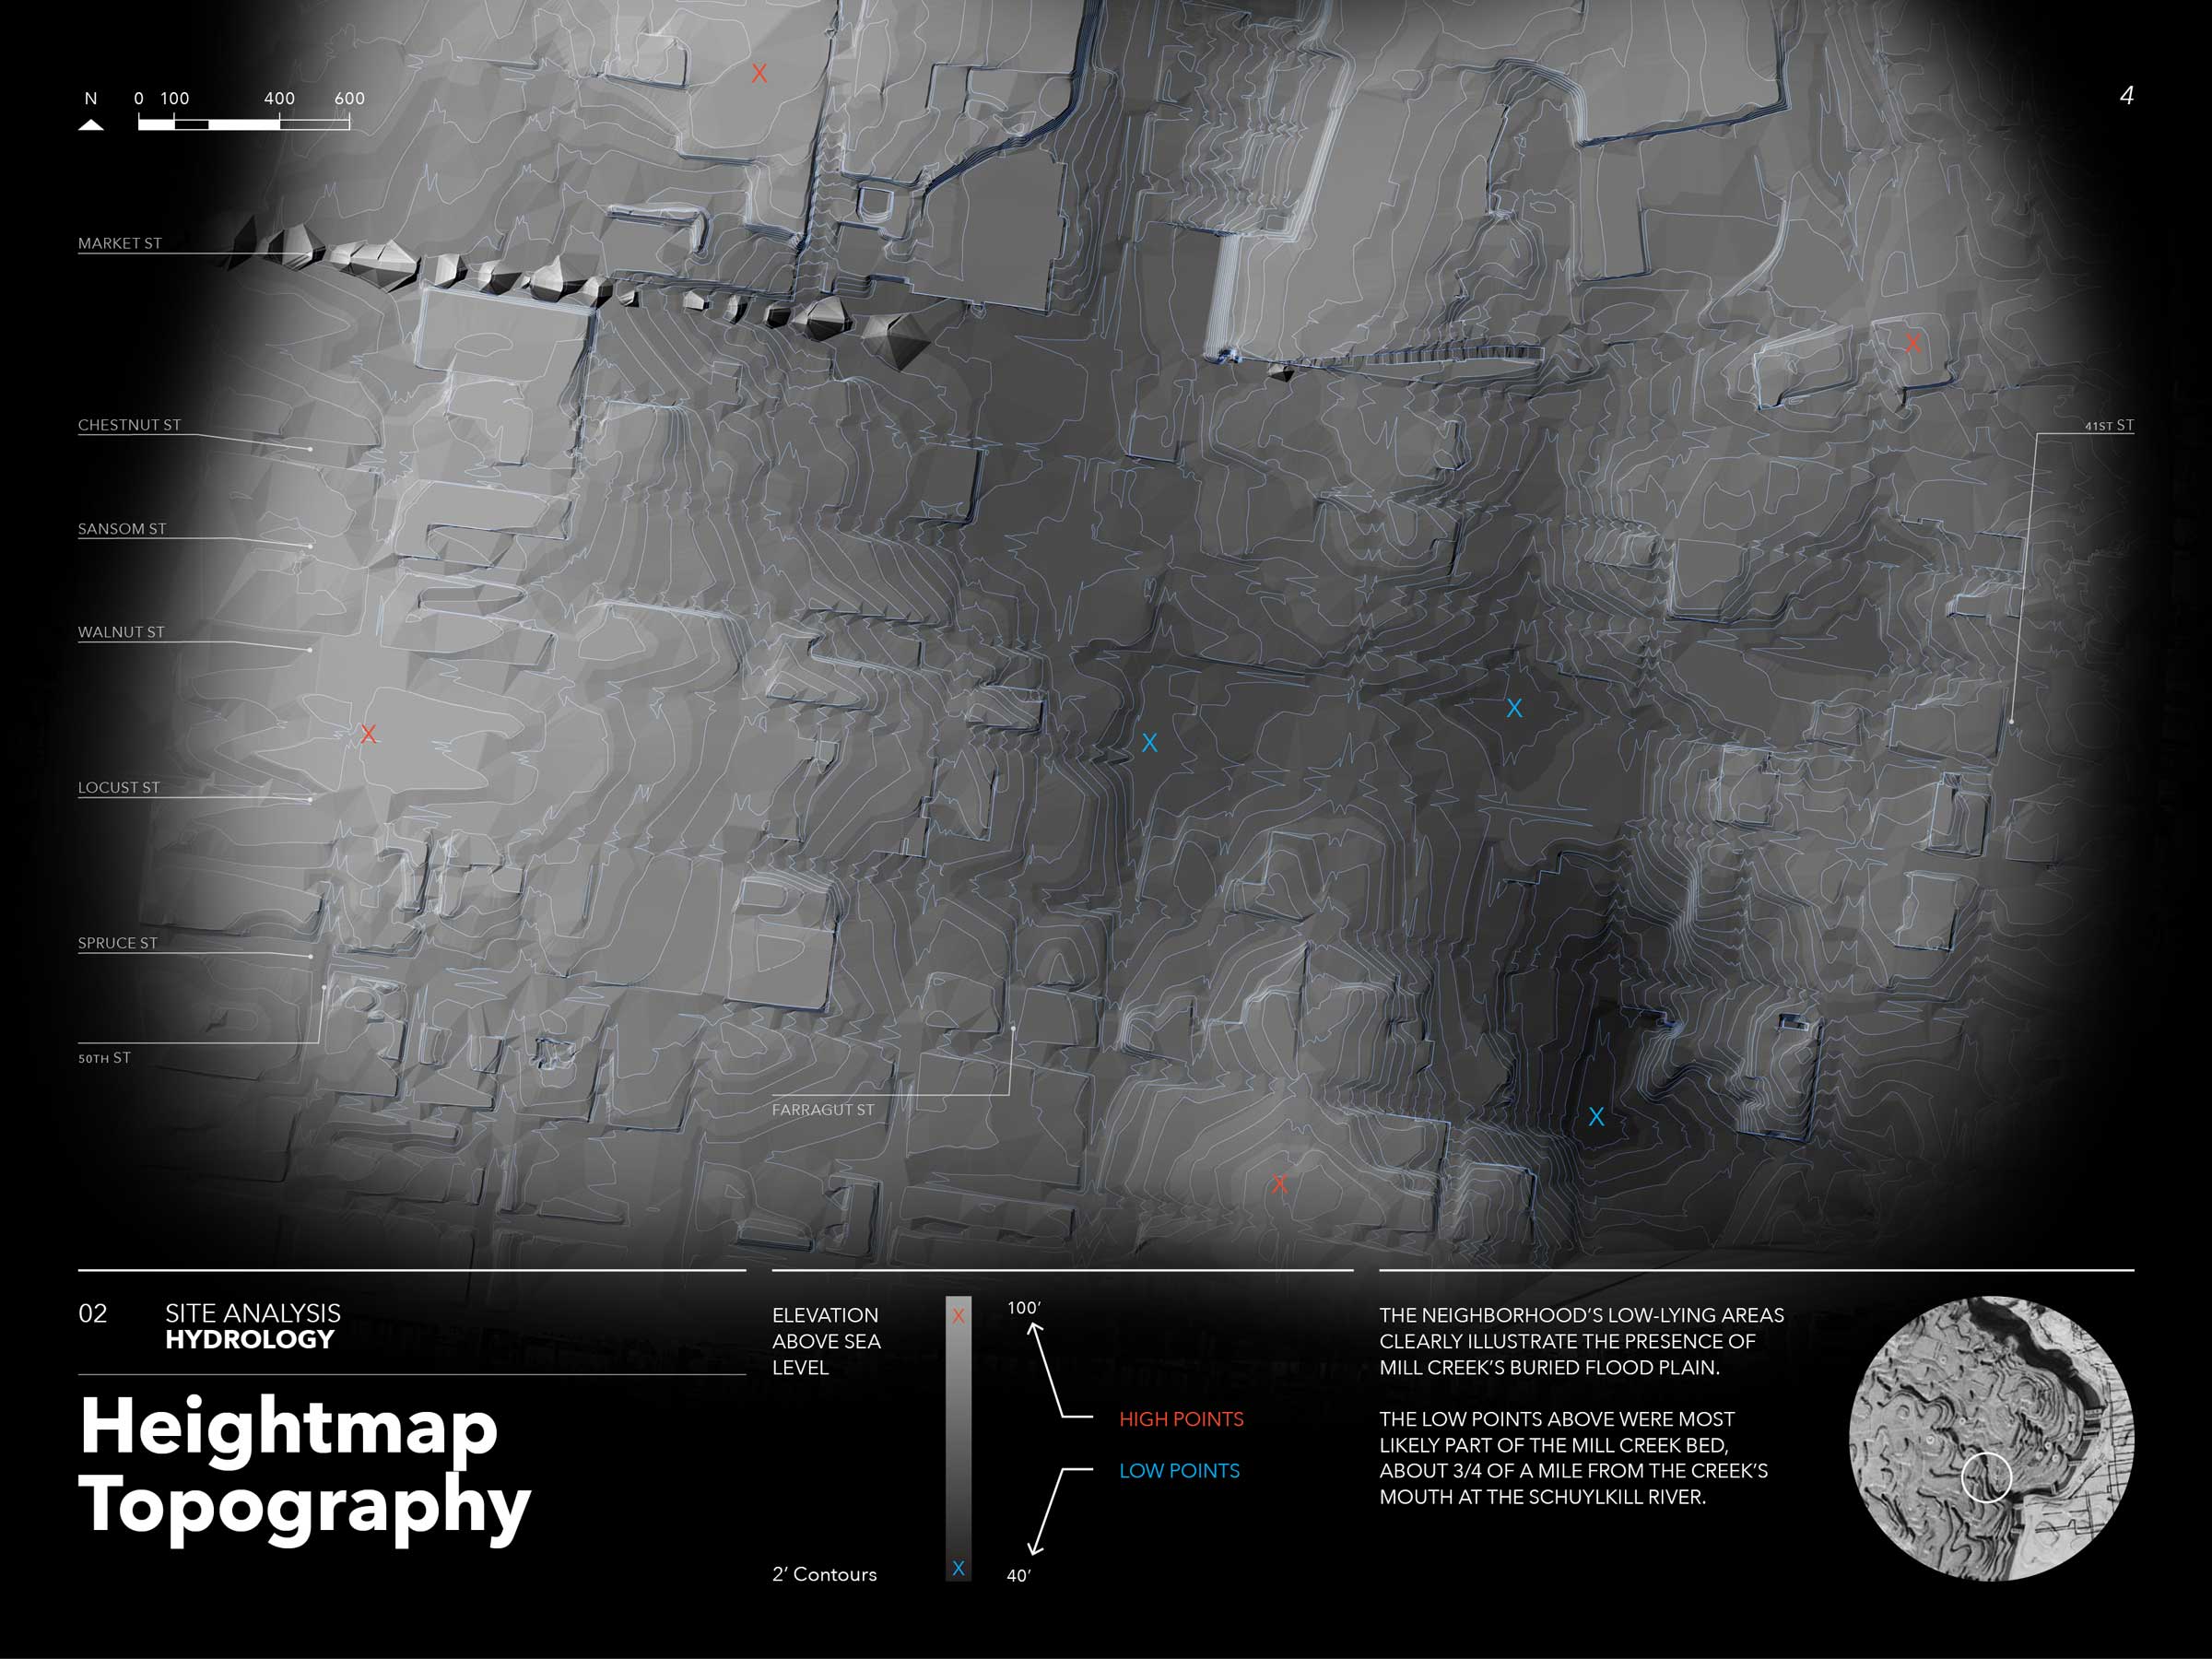 N 0 100 400 600
4
MARKET ST
CHESTNUT ST
41ST ST
SANSOM ST
WALNUT ST
LOCUST ST
SPRUCE ST
50TH ST
FARRAGUT ST
X
X
X
X
X
X
X
02 SITE ANALYSIS
HYDROLOGY
Heightmap
Topography
ELEVATION
ABOVE SEA
LEVEL
2’ Contours
X
100’
HIGH POINTS
LOW POINTS
X
40’
THE NEIGHBORHOOD’S LOW-LYING AREAS
CLEARLY ILLUSTRATE THE PRESENCE OF
MILL CREEK’S BURIED FLOOD PLAIN.
THE LOW POINTS ABOVE WERE MOST
LIKELY PART OF THE MILL CREEK BED,
ABOUT 3/4 OF A MILE FROM THE CREEK’S
MOUTH AT THE SCHUYLKILL RIVER.